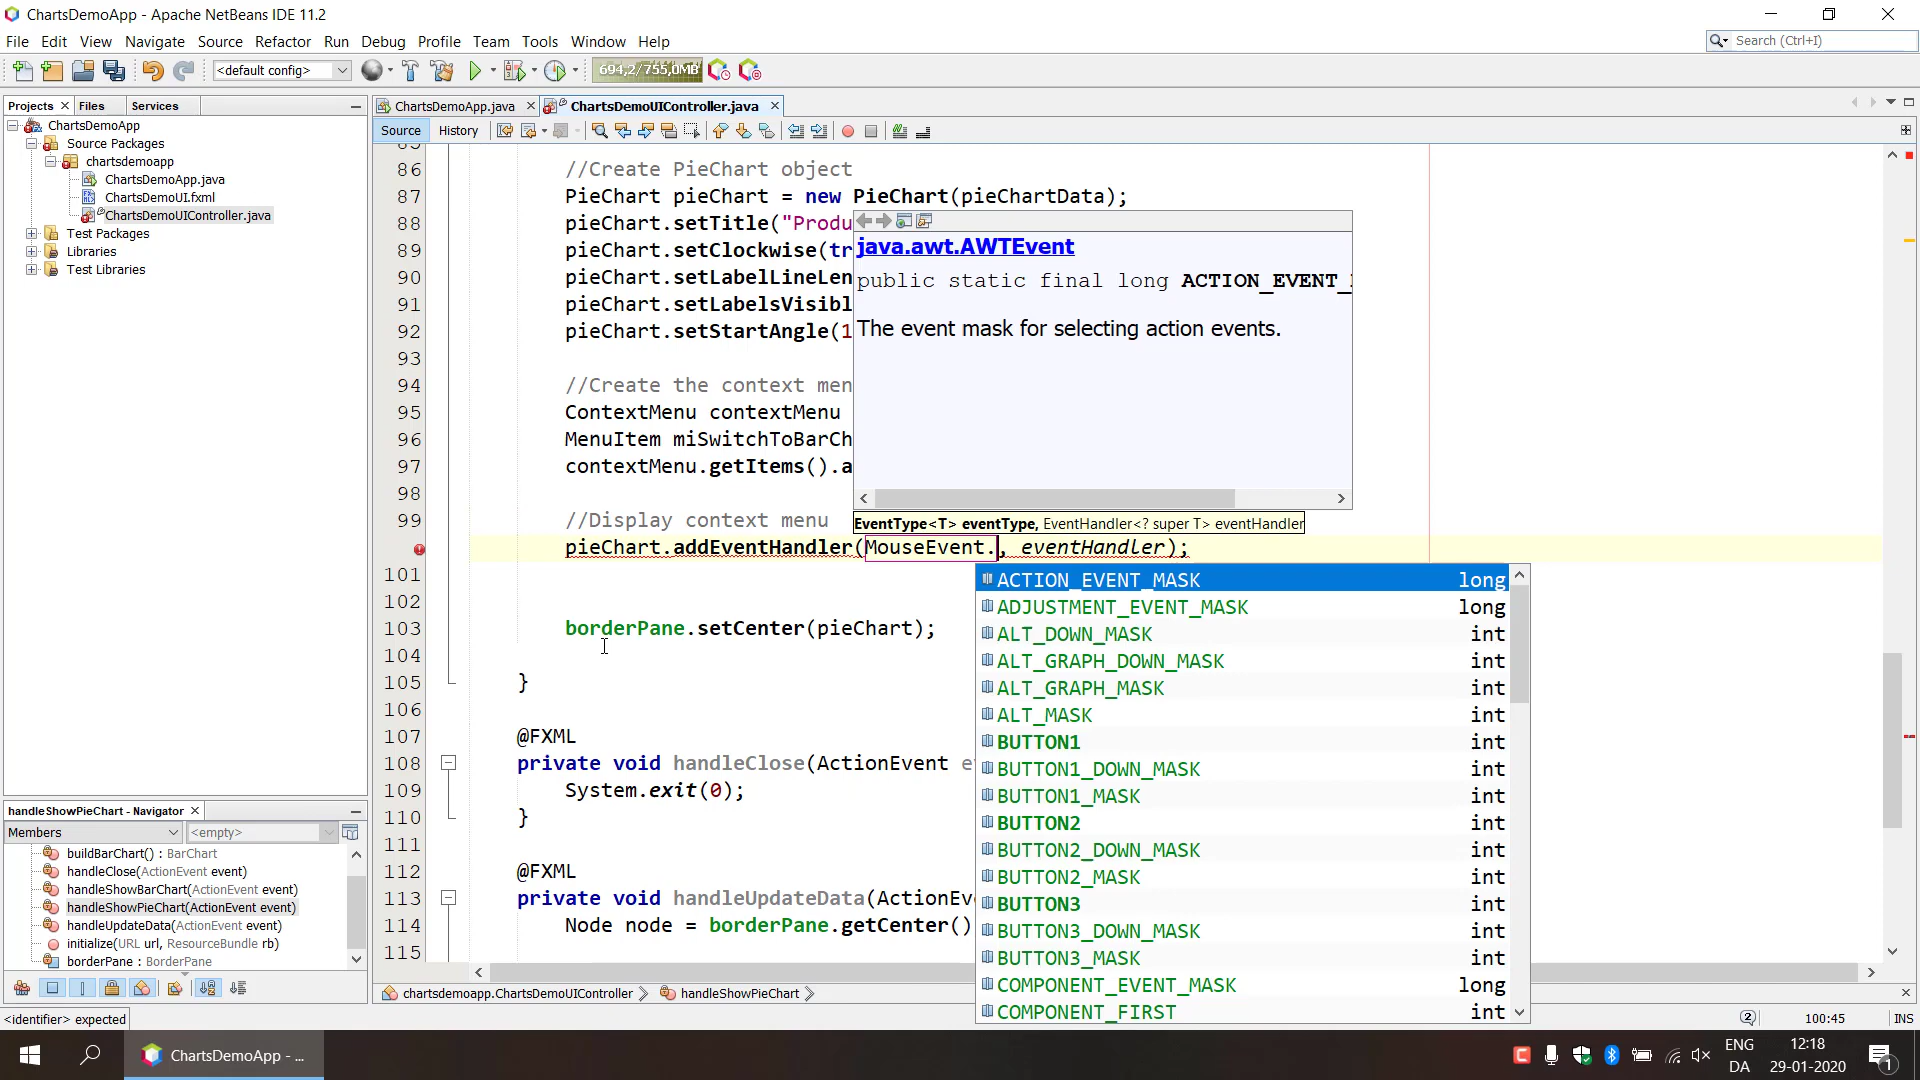 ChartsDemoApp - Apache NetBeans IDE 11.2
File Edit View Navigate Source Refactor Run Debug Profile Team Tools Window Help
Search (Ctrl+I)
<default config>
694,2/755,0MB
Projects Files Services
ChartsDemoApp
Source Packages
chartsdemoapp
ChartsDemoApp.java
ChartsDemoUI.fxml
ChartsDemoUIController.java
Test Packages
Libraries
Test Libraries
ChartsDemoApp.java ChartsDemoUIController.java
Source History
86 //Create PieChart object
87 PieChart pieChart = new PieChart(pieChartData);
88 pieChart.setTitle("Produ
89 pieChart.setClockwise(tr
90 pieChart.setLabelLineLen
91 pieChart.setLabelsVisibl
92 pieChart.setStartAngle(1
93
94 //Create the context men
95 ContextMenu contextMenu
96 MenuItem miSwitchToBarCh
97 contextMenu.getItems().a
98
99 //Display context menu
pieChart.addEventHandler(MouseEvent., eventHandler);
101
102
103 borderPane.setCenter(pieChart);
104
105 }
106
107 @FXML
108 private void handleClose(ActionEvent e
109 System.exit(0);
110 }
111
112 @FXML
113 private void handleUpdateData(ActionEve
114 Node node = borderPane.getCenter()
115
java.awt.AWTEvent
public static final long ACTION_EVENT_
The event mask for selecting action events.
EventType<T> eventType, EventHandler<? super T> eventHandler
ACTION_EVENT_MASK long
ADJUSTMENT_EVENT_MASK long
ALT_DOWN_MASK int
ALT_GRAPH_DOWN_MASK int
ALT_GRAPH_MASK int
ALT_MASK int
BUTTON1 int
BUTTON1_DOWN_MASK int
BUTTON1_MASK int
BUTTON2 int
BUTTON2_DOWN_MASK int
BUTTON2_MASK int
BUTTON3 int
BUTTON3_DOWN_MASK int
BUTTON3_MASK int
COMPONENT_EVENT_MASK long
COMPONENT_FIRST int
handleShowPieChart - Navigator
Members <empty>
buildBarChart() : BarChart
handleClose(ActionEvent event)
handleShowBarChart(ActionEvent event)
handleShowPieChart(ActionEvent event)
handleUpdateData(ActionEvent event)
initialize(URL url, ResourceBundle rb)
borderPane : BorderPane
chartsdemoapp.ChartsDemoUIController handleShowPieChart
<identifier> expected
2 100:45 INS
ChartsDemoApp - ...
ENG
DA
12:18
29-01-2020
1